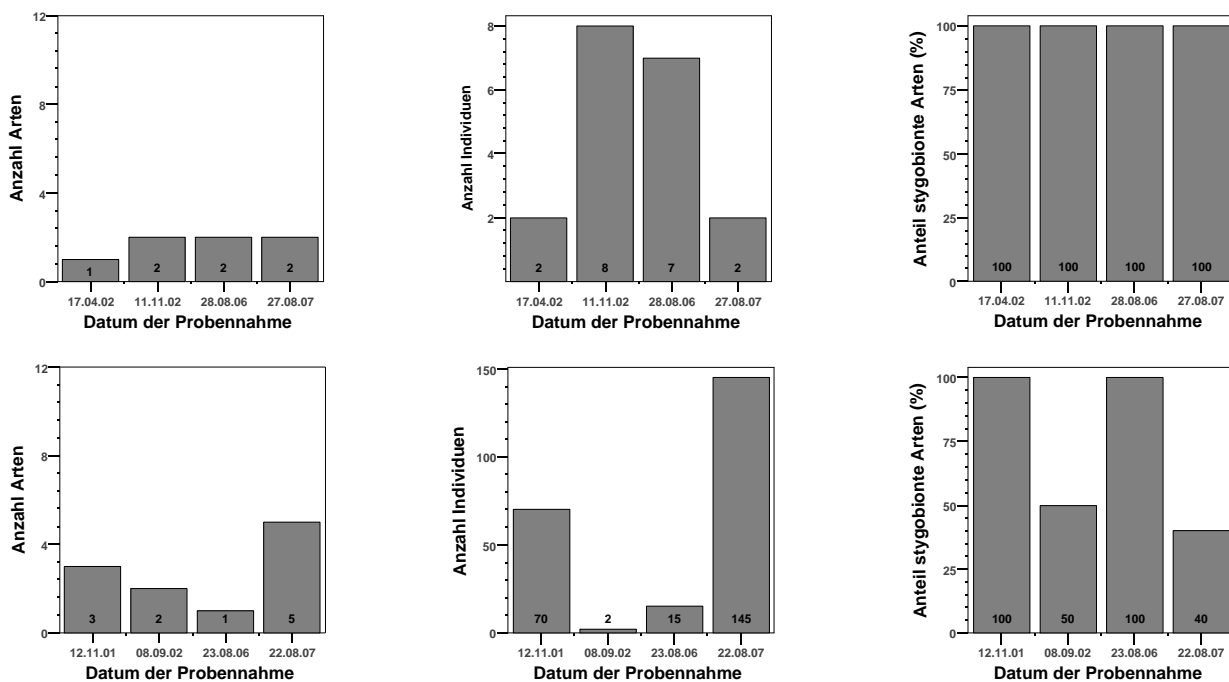 Anzahl Arten
12
8
4
0
1 2 2 2
17.04.02 11.11.02 28.08.06 27.08.07
Datum der Probennahme
Anzahl Individuen
8
6
4
2
2 8 7 2
17.04.02 11.11.02 28.08.06 27.08.07
Datum der Probennahme
Anteil stygobionte Arten (%)
100
75
50
25
0
100 100 100 100
17.04.02 11.11.02 28.08.06 27.08.07
Datum der Probennahme
Anzahl Arten
12
8
4
0
3 2 1 5
12.11.01 08.09.02 23.08.06 22.08.07
Datum der Probennahme
Anzahl Individuen
150
100
50
0
70 2 15 145
12.11.01 08.09.02 23.08.06 22.08.07
Datum der Probennahme
Anteil stygobionte Arten (%)
100
75
50
25
0
100 50 100 40
12.11.01 08.09.02 23.08.06 22.08.07
Datum der Probennahme